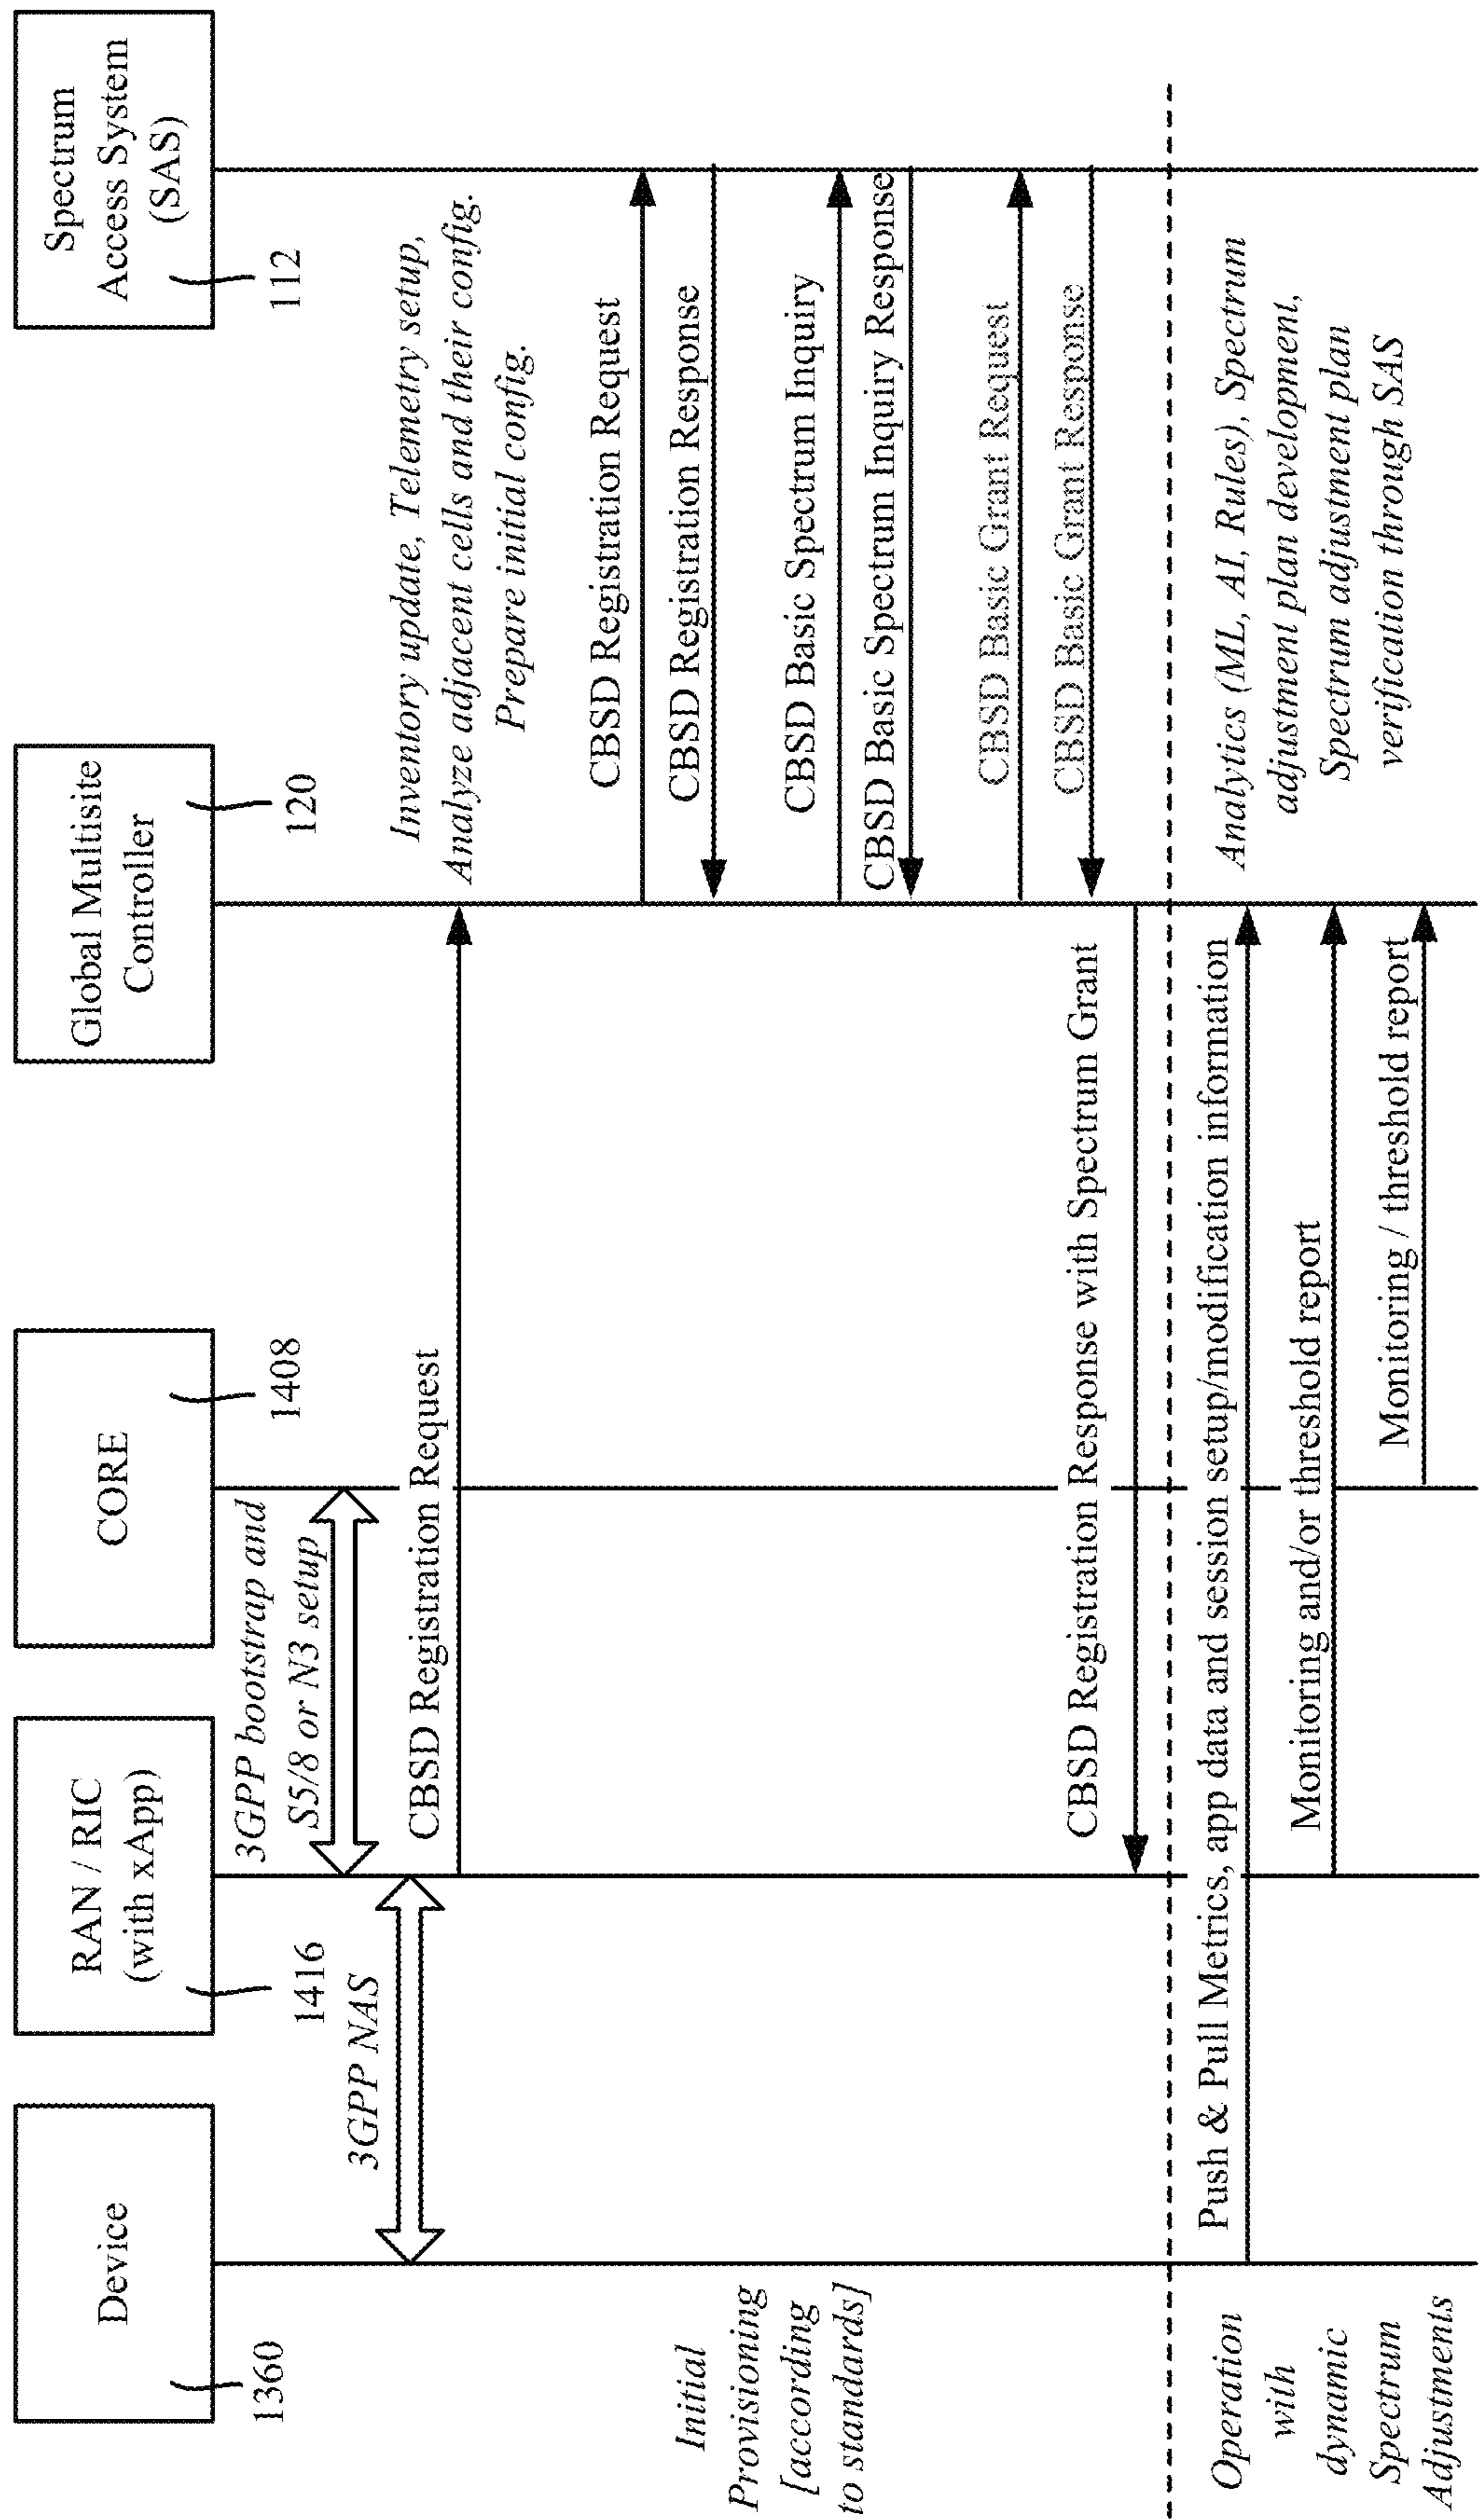 Device
1360
RAN / RIC
(with xApp)
1416
CORE
1408
Global Multisite
Controller
120
Spectrum
Access System
(SAS)
112
3GPP bootstrap and
S5/8 or N3 setup
3GPP NAS
CBSD Registration Request
Inventory update, Telemetry setup,
Analyze adjacent cells and their config.
Prepare initial config.
CBSD Registration Request
CBSD Registration Response
CBSD Basic Spectrum Inquiry
CBSD Basic Spectrum Inquiry Response
CBSD Basic Grant Request
CBSD Basic Grant Response
CBSD Registration Response with Spectrum Grant
Initial
Provisioning
[according
to standards]
Push & Pull Metrics, app data and session setup/modification information
Monitoring and/or threshold report
Monitoring / threshold report
Analytics (ML, AI, Rules), Spectrum
adjustment plan development,
Spectrum adjustment plan
verification through SAS
Operation
with
dynamic
Spectrum
Adjustments